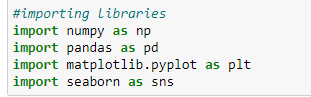 #importing libraries
import numpy as np
import pandas as pd
import matplotlib.pyplot as plt
import seaborn as sns